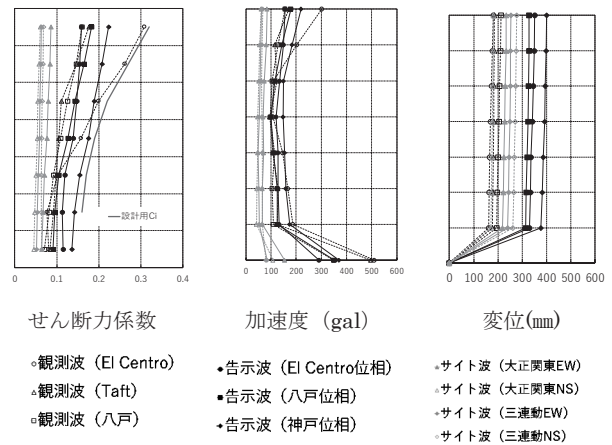 0 0.1 0.2 0.3 0.4
0 100 200 300 400 500 600
0 100 200 300 400 500 600
設計用Ci
せん断力係数
加速度（gal）
変位(mm)
観測波（El Centro）
観測波（Taft）
観測波（八戸）
告示波（El Centro位相）
告示波（八戸位相）
告示波（神戸位相）
サイト波（大正関東EW）
サイト波（大正関東NS）
サイト波（三連動EW）
サイト波（三連動NS）